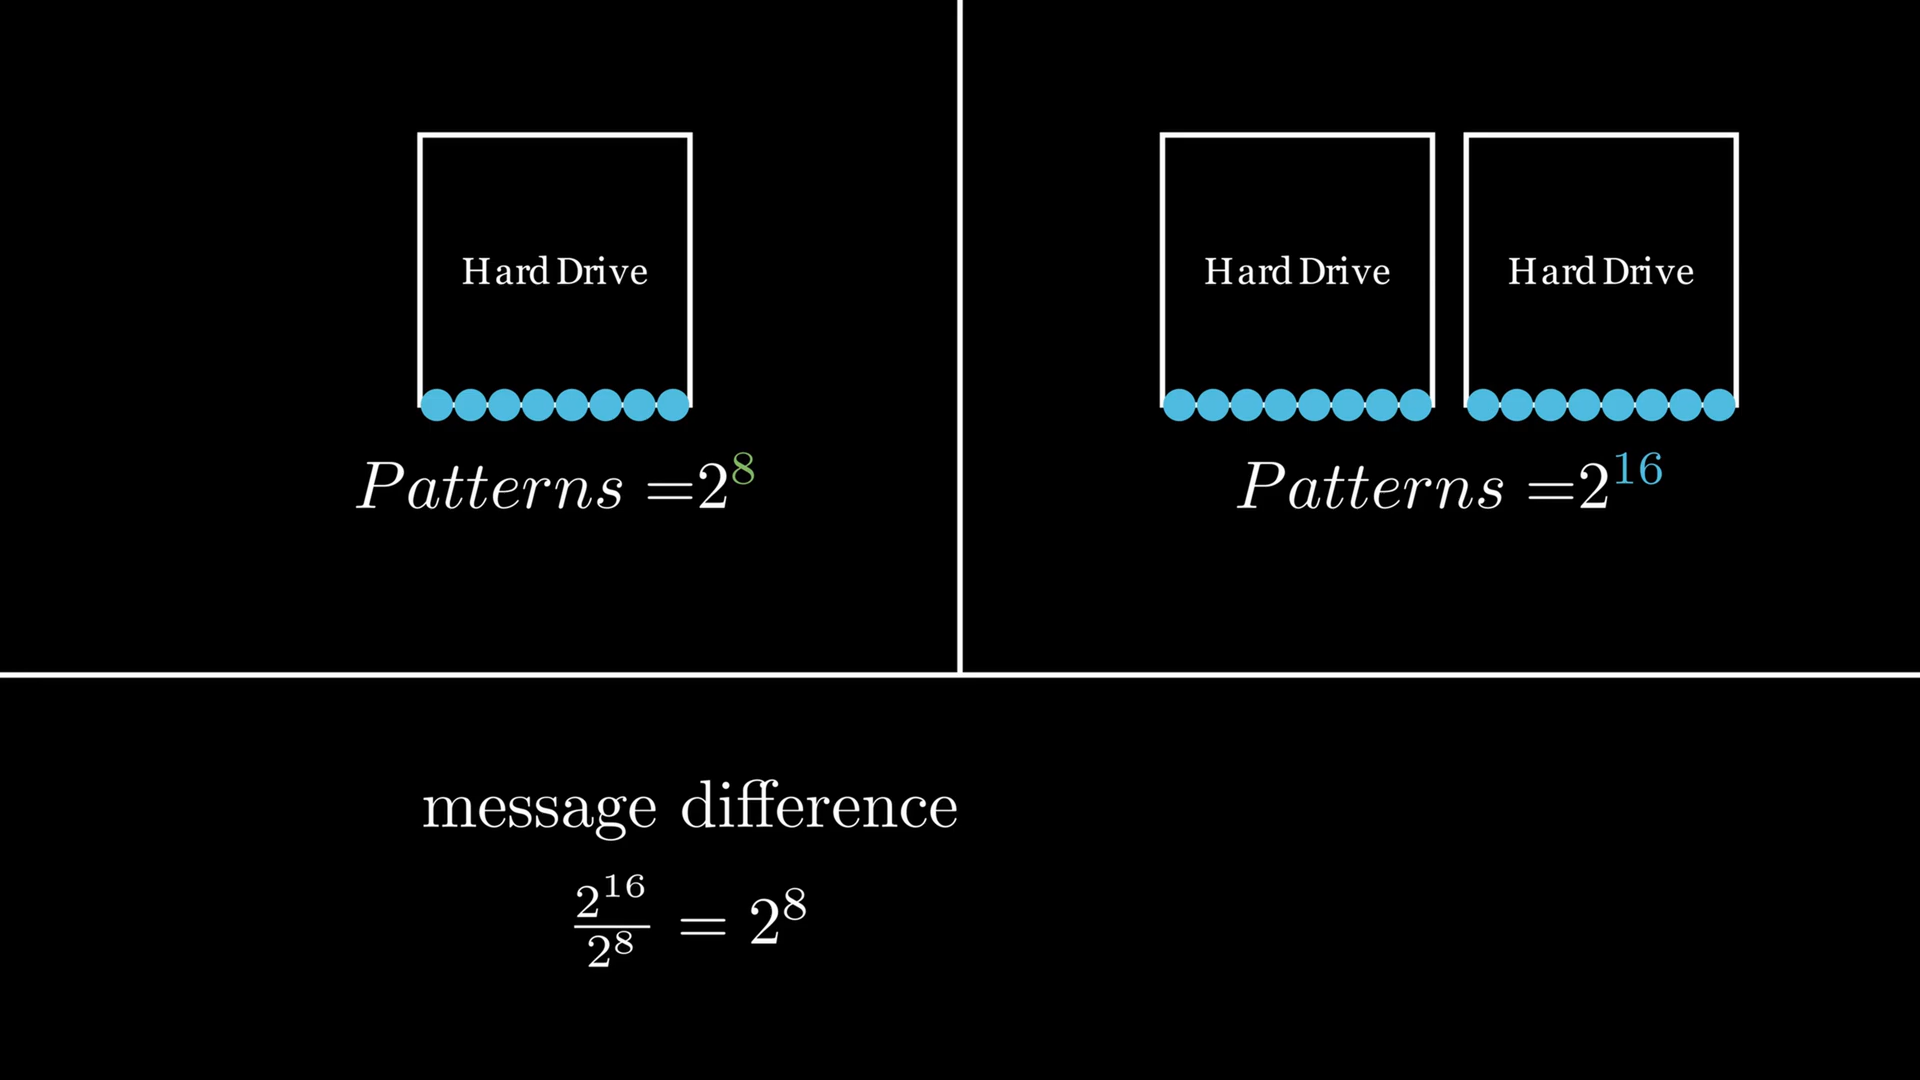 Hard Drive
Patterns =2^8
Hard Drive
Hard Drive
Patterns =2^16
message difference
2^16/2^8 = 2^8